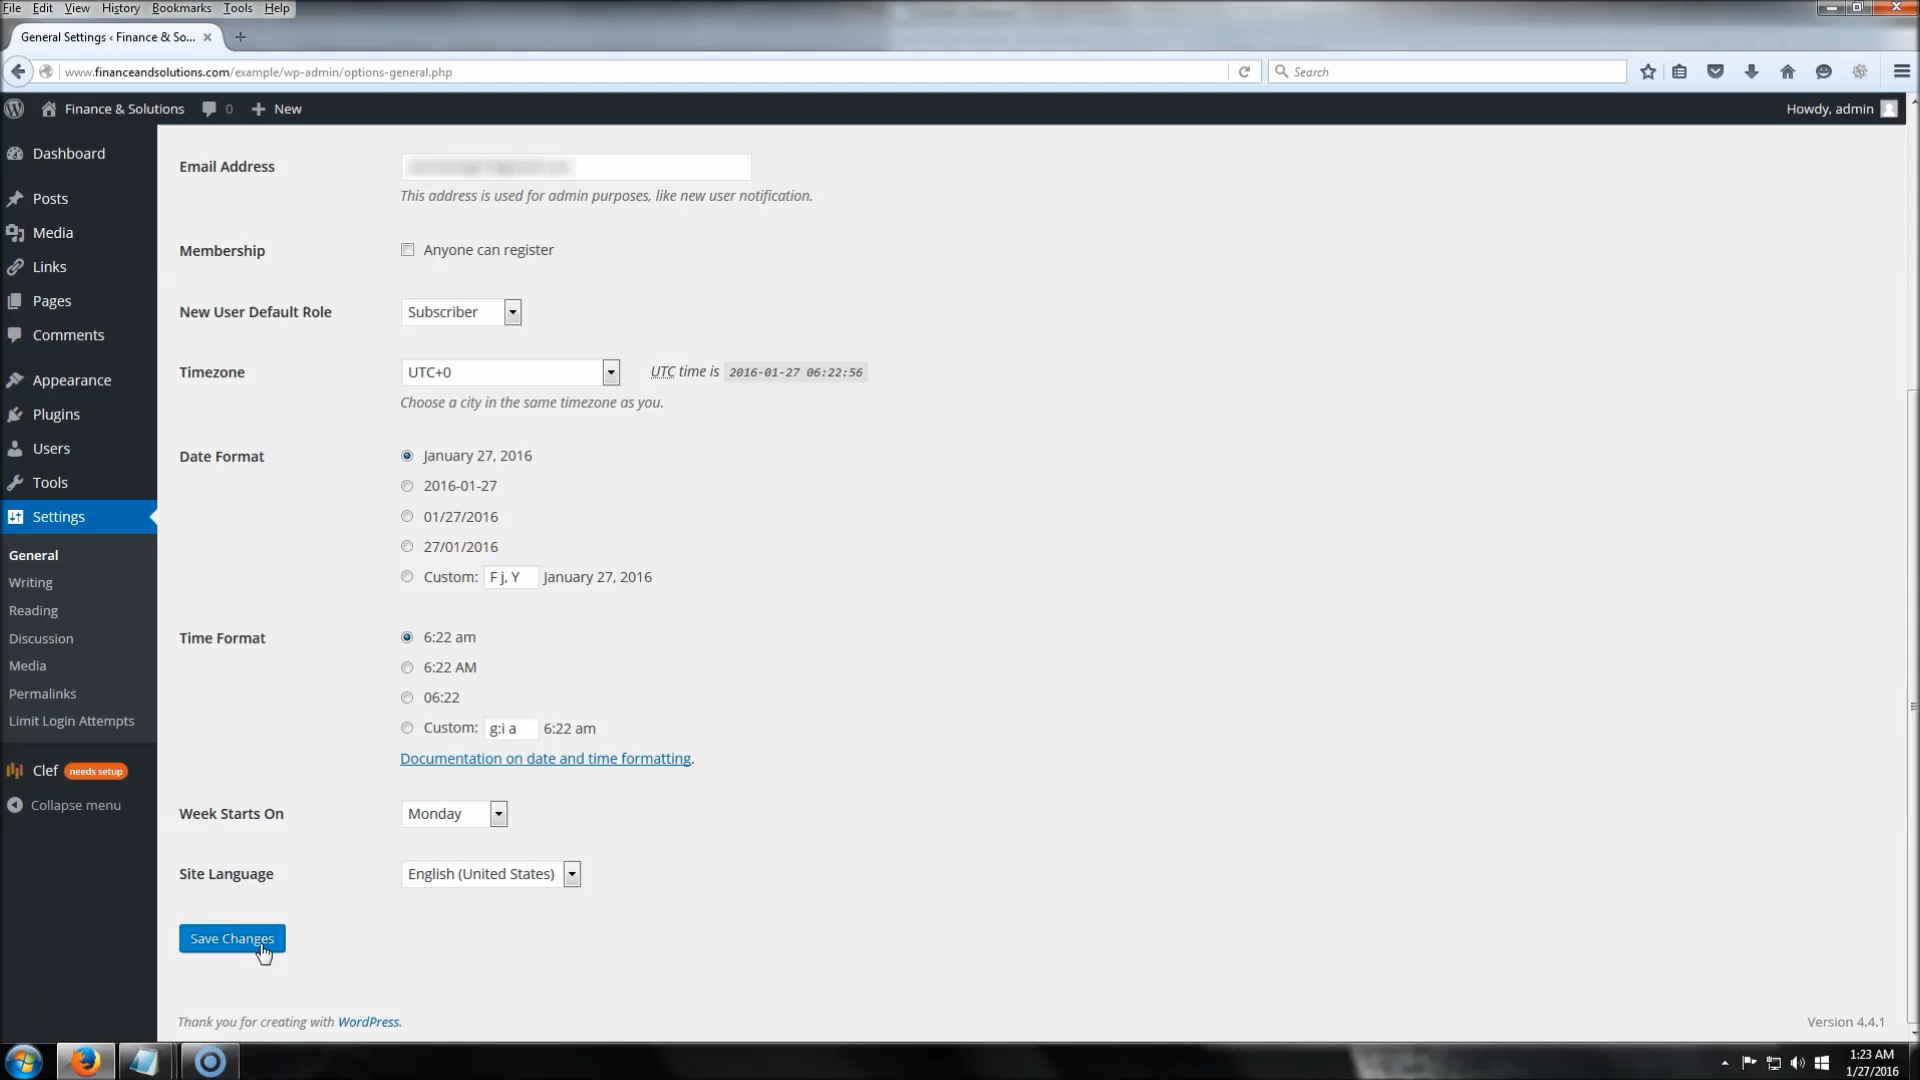 File Edit View History Bookmarks Tools Help
General Settings ‹ Finance & So...
www.financeandsolutions.com/example/wp-admin/options-general.php
Search
Finance & Solutions 0 New
Howdy, admin
Dashboard
Posts
Media
Links
Pages
Comments
Appearance
Plugins
Users
Tools
Settings
General
Writing
Reading
Discussion
Media
Permalinks
Limit Login Attempts
Clef needs setup
Collapse menu
Email Address
This address is used for admin purposes, like new user notification.
Membership Anyone can register
New User Default Role Subscriber
Timezone UTC+0 UTC time is 2016-01-27 06:22:56
Choose a city in the same timezone as you.
Date Format January 27, 2016
2016-01-27
01/27/2016
27/01/2016
Custom: F j, Y January 27, 2016
Time Format 6:22 am
6:22 AM
06:22
Custom: g:i a 6:22 am
Documentation on date and time formatting.
Week Starts On Monday
Site Language English (United States)
Save Changes
Thank you for creating with WordPress.
Version 4.4.1
1:23 AM
1/27/2016